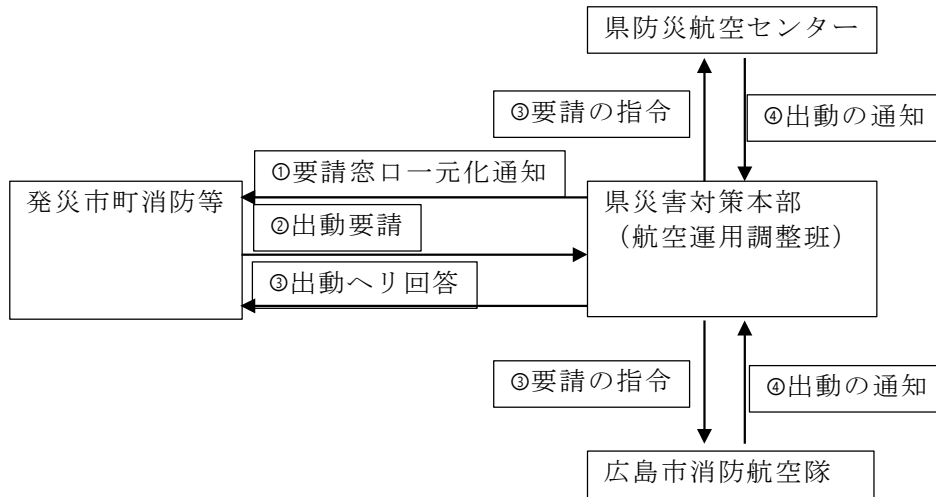 県防災航空センター
③要請の指令
④出動の通知
①要請窓口一元化通知
発災市町消防等
県災害対策本部
（航空運用調整班）
②出動要請
③出動ヘリ回答
③要請の指令
④出動の通知
広島市消防航空隊